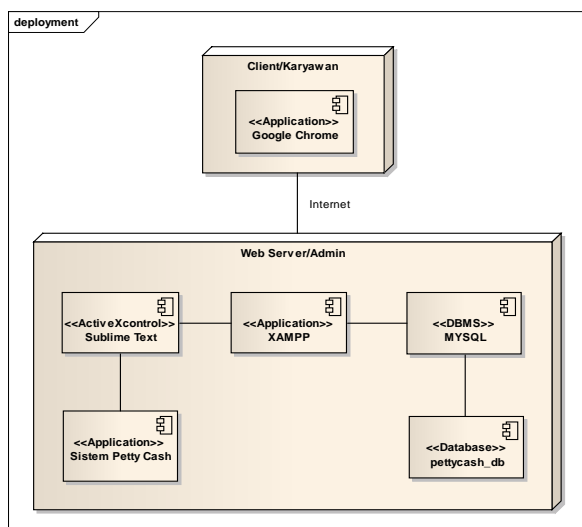 deployment
Client/Karyawan
<<Application>>
Google Chrome
Internet
Web Server/Admin
<<ActiveXcontrol>>
Sublime Text
<<Application>>
XAMPP
<<DBMS>>
MYSQL
<<Application>>
Sistem Petty Cash
<<Database>>
pettycash_db